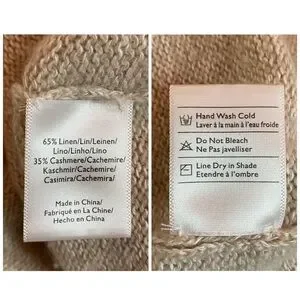 65% Linen/Lin/Leinen/
Lino/Linho/Lino
35% Cashmere/Cachemire/
Kaschmir/Cachemire/
Casimira/Cachemira/
Made in China/
Fabriqué en La Chine/
Hecho en China
Hand Wash Cold
Laver à la main à l'eau froide
Do Not Bleach
Ne Pas javelliser
Line Dry in Shade
Etendre à l'ombre